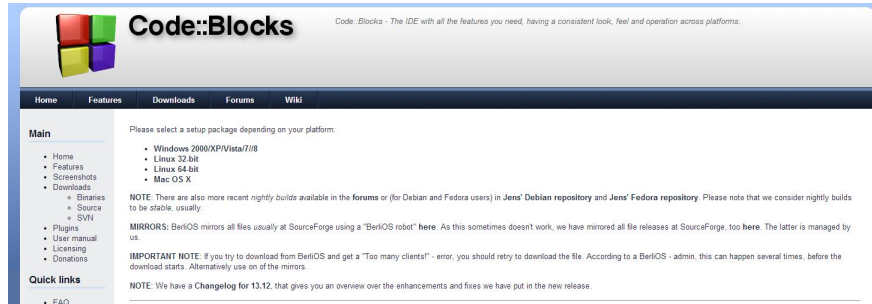 Code::Blocks
Code::Blocks - The IDE with all the features you need, having a consistent look, feel and operation across platforms.
Home Features Downloads Forums Wiki
Main
Home
Features
Screenshots
Downloads
Binaries
Source
SVN
Plugins
User manual
Licensing
Donations
Quick links
FAQ
Please select a setup package depending on your platform:
Windows 2000/XP/Vista/7//8
Linux 32-bit
Linux 64-bit
Mac OS X
NOTE: There are also more recent nightly builds available in the forums or (for Debian and Fedora users) in Jens' Debian repository and Jens' Fedora repository. Please note that we consider nightly builds
to be stable, usually.
MIRRORS: BerliOS mirrors all files usually at SourceForge using a "BerliOS robot" here. As this sometimes doesn't work, we have mirrored all file releases at SourceForge, too here. The latter is managed by
us.
IMPORTANT NOTE: If you try to download from BerliOS and get a "Too many clients!" - error, you should retry to download the file. According to a BerliOS - admin, this can happen several times, before the
download starts. Alternatively use on of the mirrors.
NOTE: We have a Changelog for 13.12, that gives you an overview over the enhancements and fixes we have put in the new release.